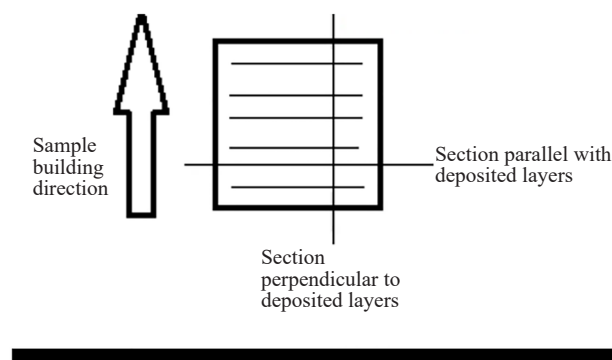 Sample
building
direction
Section parallel with
deposited layers
Section
perpendicular to
deposited layers